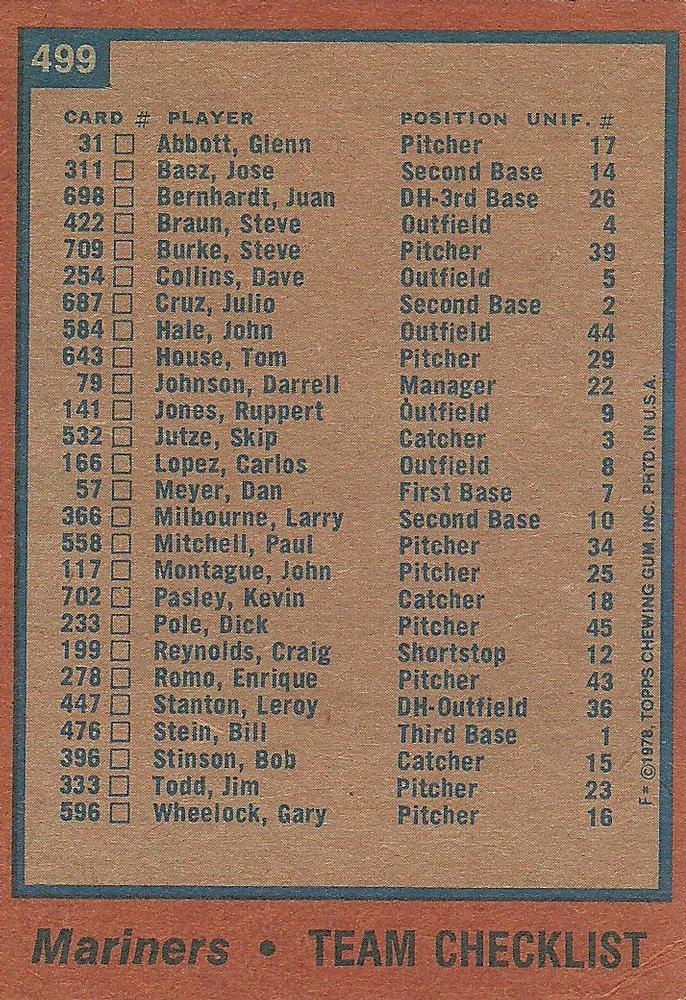 499
CARD # PLAYER POSITION UNIF. #
31 Abbott, Glenn Pitcher 17
311 Baez, Jose Second Base 14
698 Bernhardt, Juan DH-3rd Base 26
422 Braun, Steve Outfield 4
709 Burke, Steve Pitcher 39
254 Collins, Dave Outfield 5
687 Cruz, Julio Second Base 2
584 Hale, John Outfield 44
643 House, Tom Pitcher 29
79 Johnson, Darrell Manager 22
141 Jones, Ruppert Outfield 9
532 Jutze, Skip Catcher 3
166 Lopez, Carlos Outfield 8
57 Meyer, Dan First Base 7
366 Milbourne, Larry Second Base 10
558 Mitchell, Paul Pitcher 34
117 Montague, John Pitcher 25
702 Pasley, Kevin Catcher 18
233 Pole, Dick Pitcher 45
199 Reynolds, Craig Shortstop 12
278 Romo, Enrique Pitcher 43
447 Stanton, Leroy DH-Outfield 36
476 Stein, Bill Third Base 1
396 Stinson, Bob Catcher 15
333 Todd, Jim Pitcher 23
596 Wheelock, Gary Pitcher 16
F* ©1978, TOPPS CHEWING GUM, INC. PRTD. IN U.S.A.
Mariners • TEAM CHECKLIST